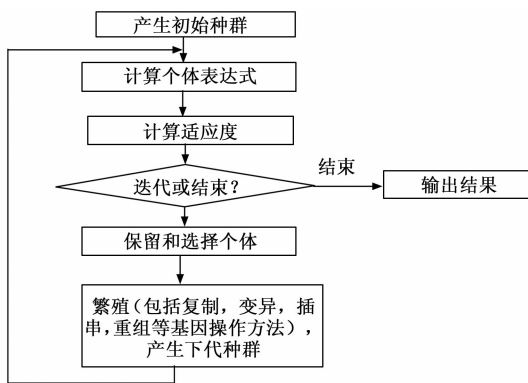 产生初始种群
计算个体表达式
计算适应度
迭代或结束?
结束
输出结果
保留和选择个体
繁殖(包括复制,变异,插
串,重组等基因操作方法),
产生下代种群